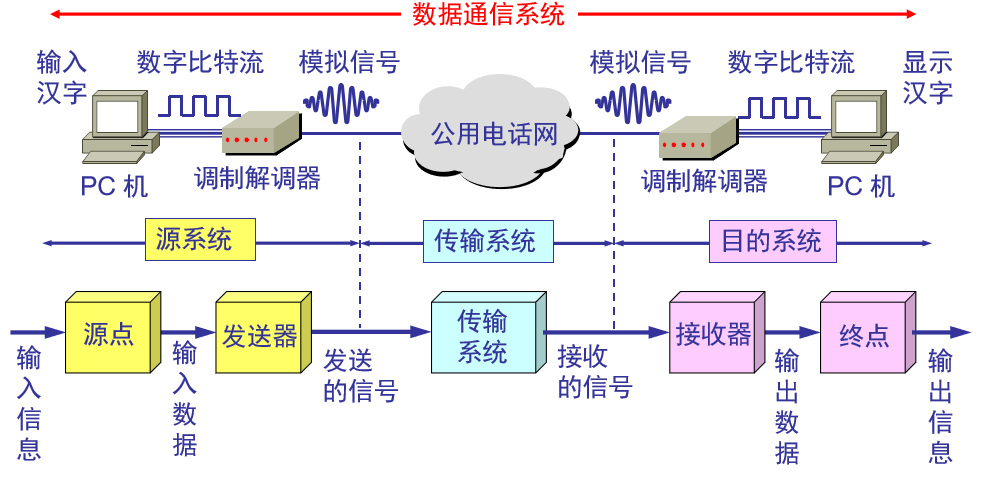 数据通信系统
输入
汉字
数字比特流
模拟信号
模拟信号
数字比特流
显示
汉字
公用电话网
PC 机
调制解调器
调制解调器
PC 机
源系统
传输系统
目的系统
源点
发送器
传输
系统
接收器
终点
输入信息
输入数据
发送
的信号
接收
的信号
输出数据
输出信息